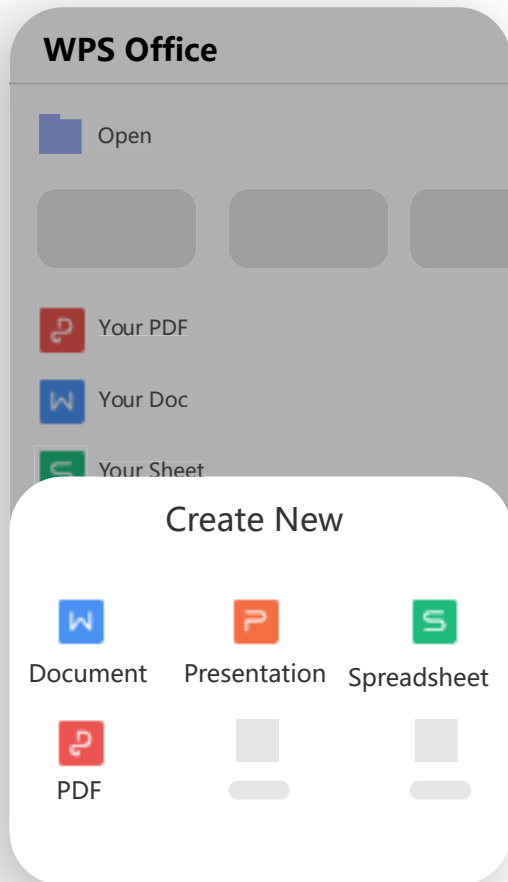 WPS Office
Open
Your PDF
Your Doc
Your Sheet
Create New
Document Presentation Spreadsheet
PDF